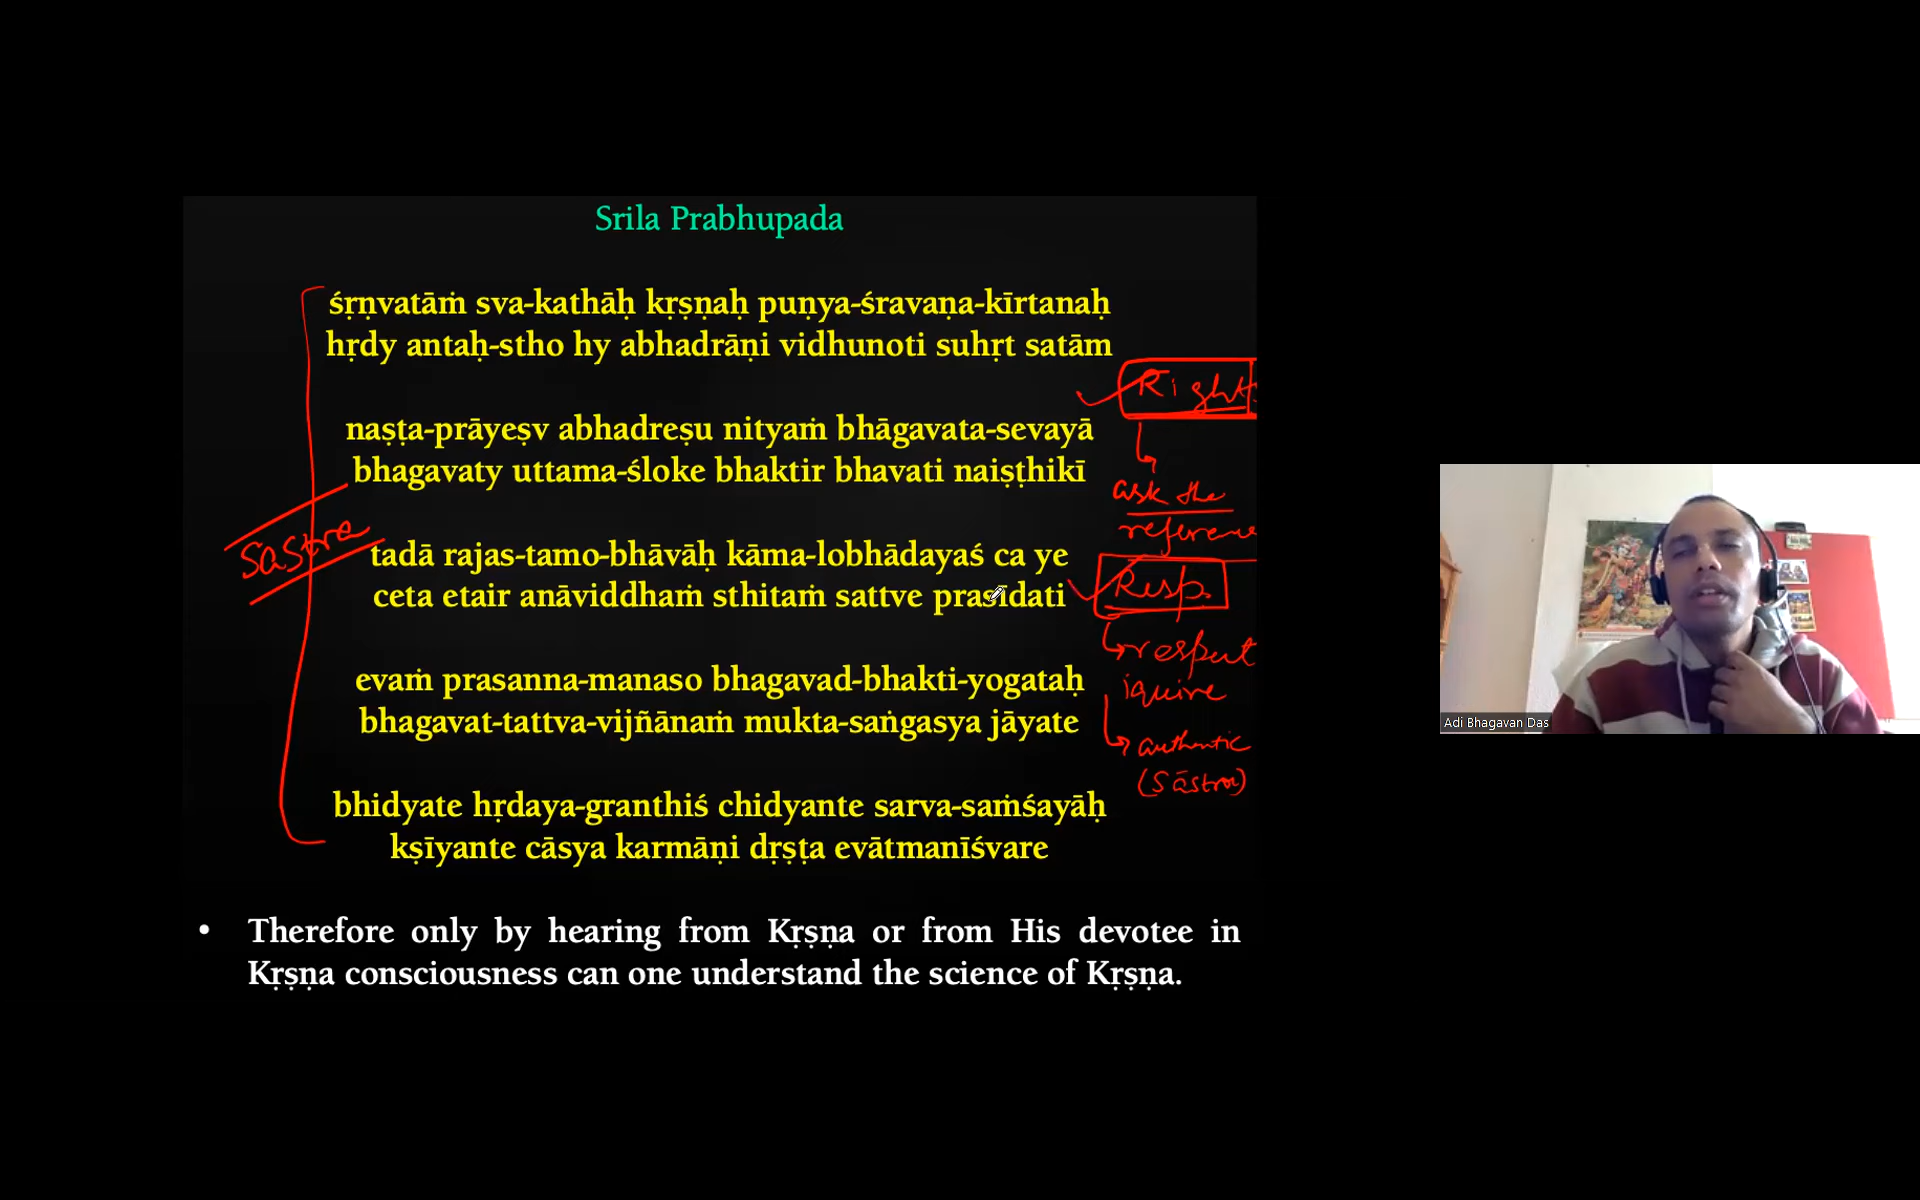 Srila Prabhupada
śṛṇvatāṁ sva-kathāḥ kṛṣṇaḥ puṇya-śravaṇa-kīrtanaḥ
hṛdy antaḥ-stho hy abhadrāṇi vidhunoti suhṛt satām
naṣṭa-prāyeṣv abhadreṣu nityaṁ bhāgavata-sevayā
bhagavaty uttama-śloke bhaktir bhavati naiṣṭhikī
tadā rajas-tamo-bhāvāḥ kāma-lobhādayaś ca ye
ceta etair anāviddhaṁ sthitaṁ sattve prasīdati
evaṁ prasanna-manaso bhagavad-bhakti-yogataḥ
bhagavat-tattva-vijñānaṁ mukta-saṅgasya jāyate
bhidyate hṛdaya-granthiś chidyante sarva-saṁśayāḥ
kṣīyante cāsya karmāṇi dṛṣṭa evātmanīśvare
• Therefore only by hearing from Kṛṣṇa or from His devotee in
Kṛṣṇa consciousness can one understand the science of Kṛṣṇa.
Sastra
Right
ask the
Resp.
respect
iquire
authentic
(Sāstra)
Adi Bhagavan Das